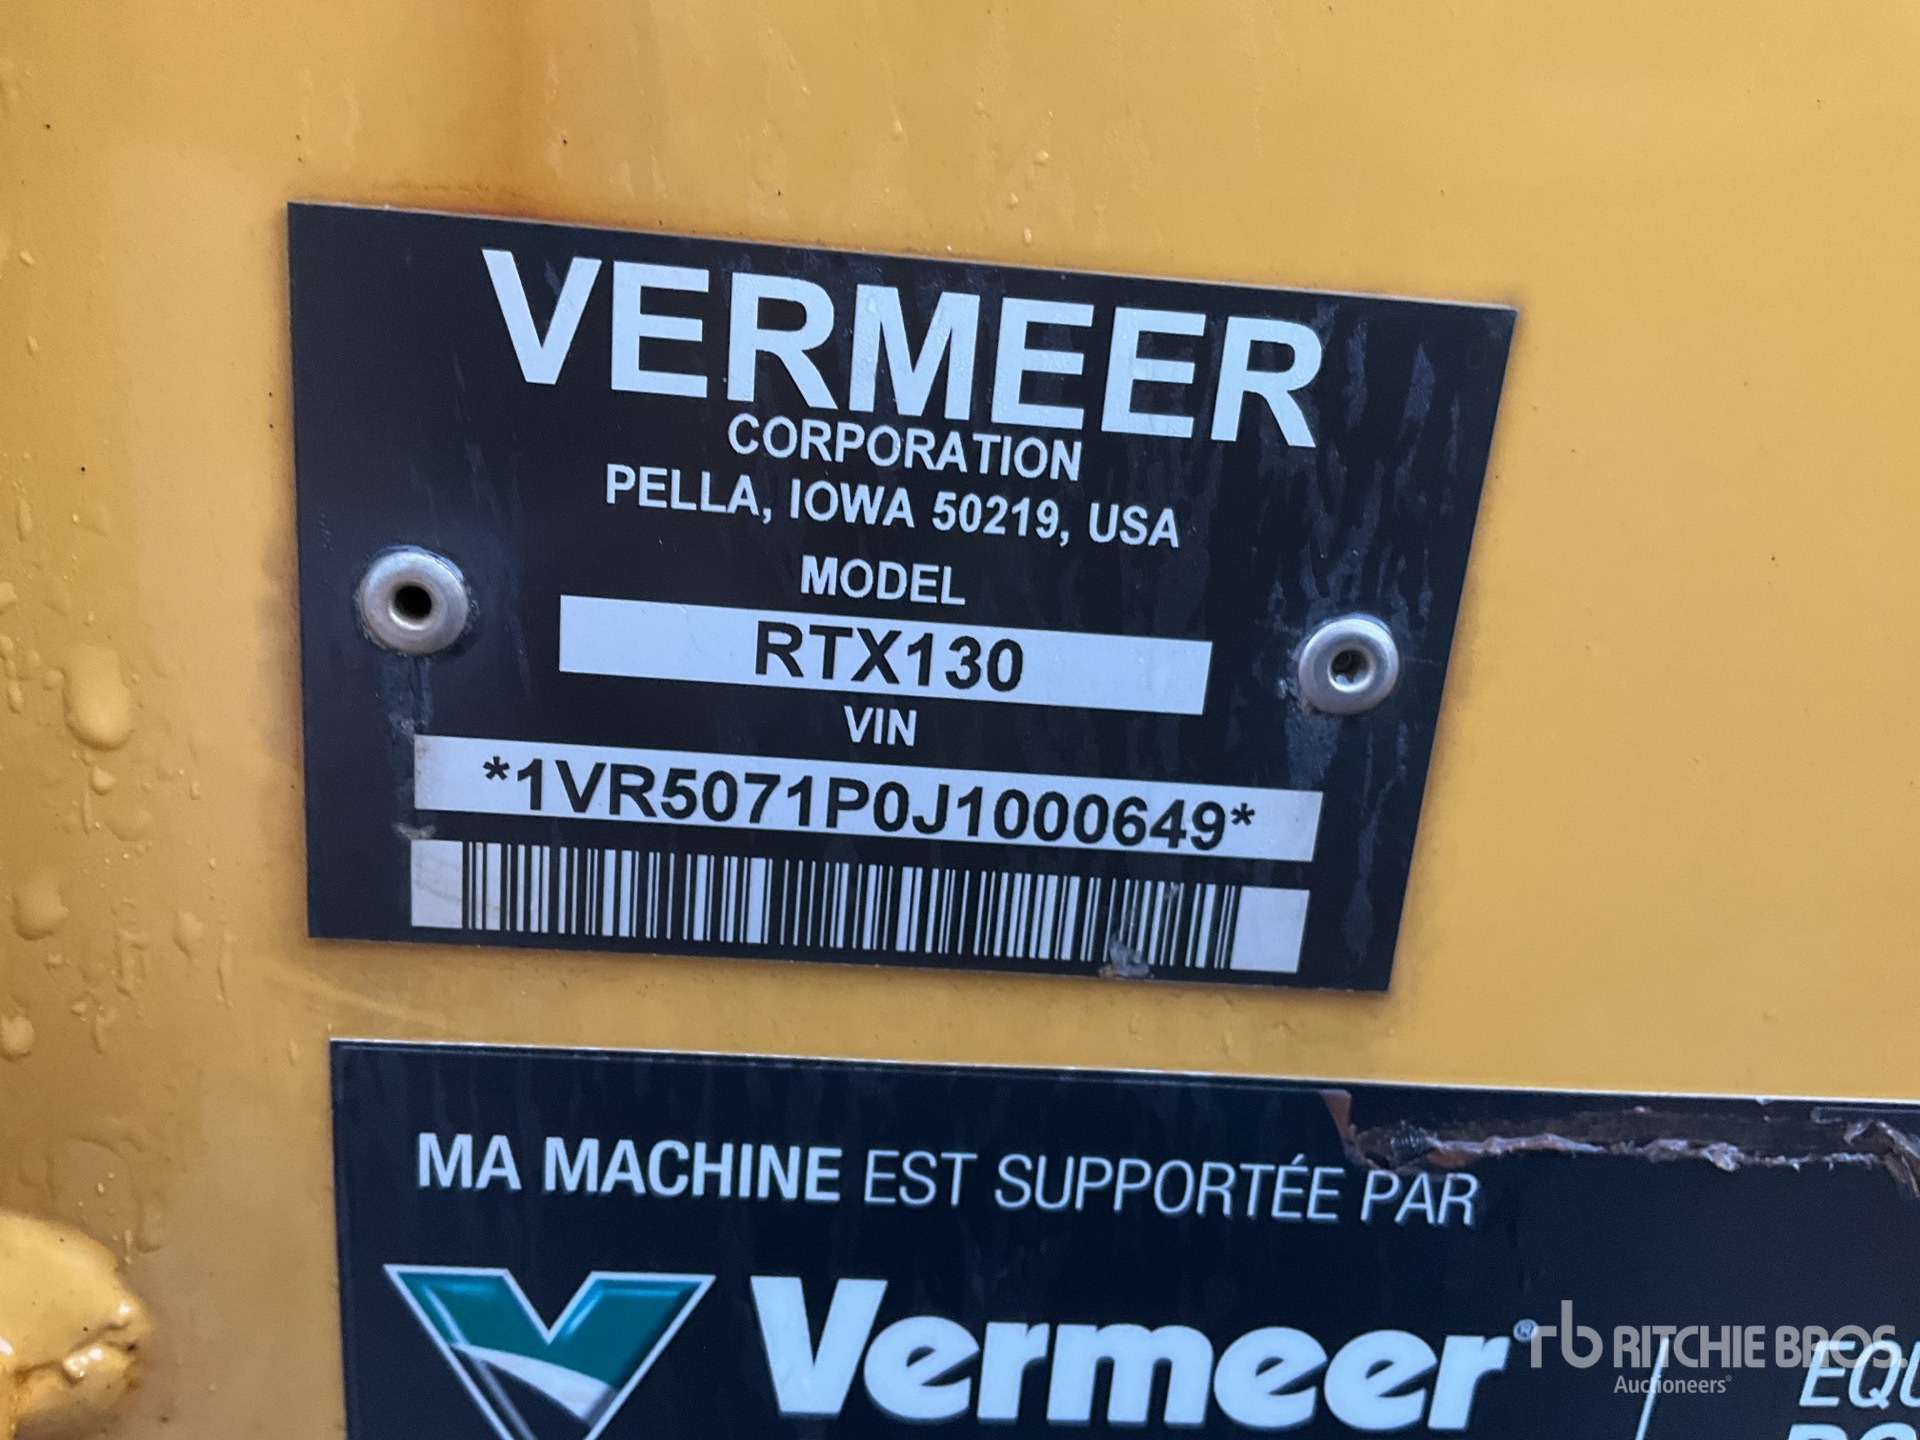 VERMEER
CORPORATION
PELLA, IOWA 50219, USA
MODEL
RTX130
VIN
*1VR5071P0J1000649*
MA MACHINE EST SUPPORTÉE PAR
Vermeer®
rb RITCHIE BROS.
Auctioneers®